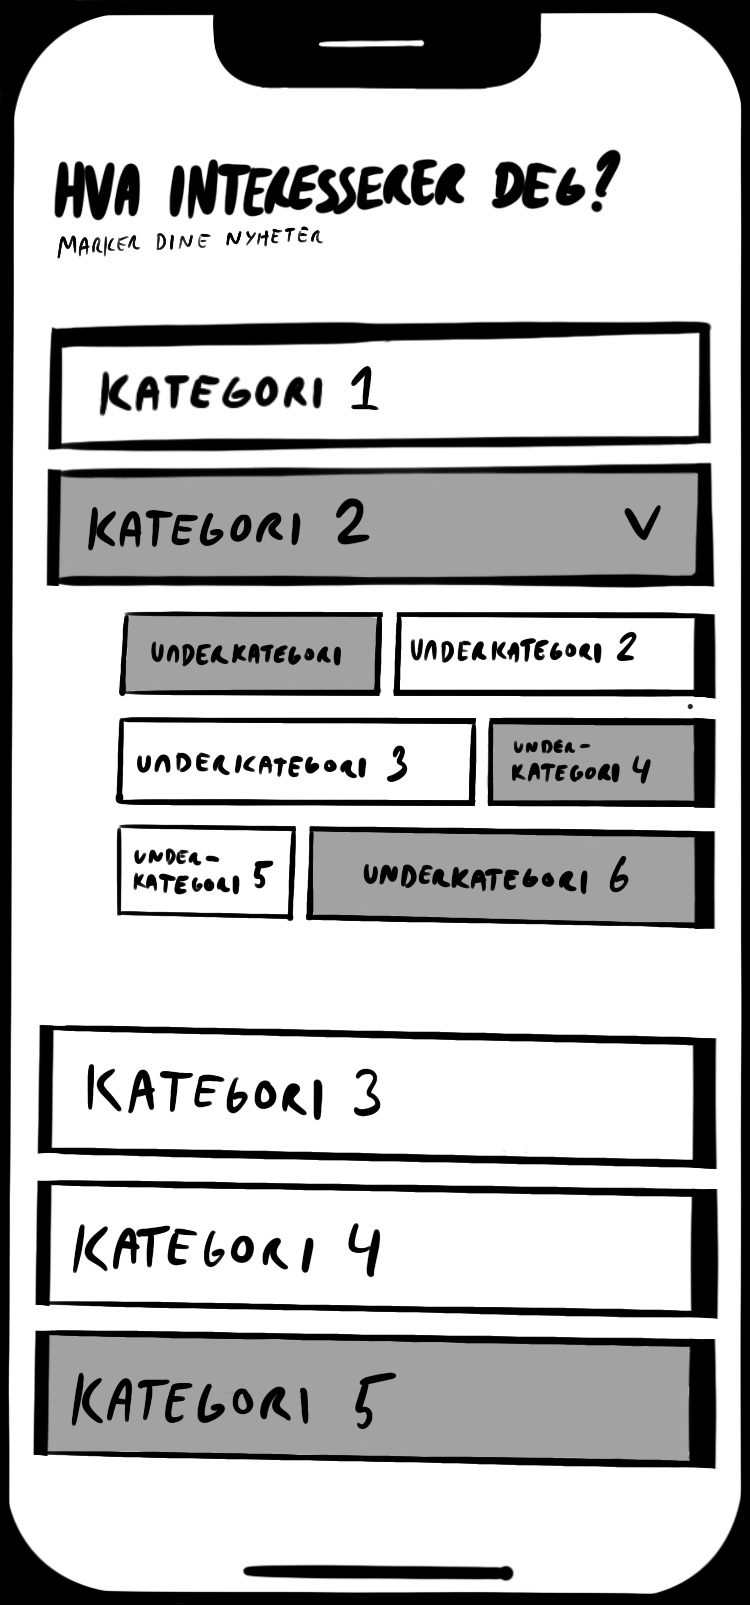 HVA INTERESSERER DEG?
MARKER DINE NYHETER
KATEGORI 1
KATEGORI 2 V
UNDERKATEGORI
UNDERKATEGORI 2
UNDERKATEGORI 3
UNDER-
KATEGORI 4
UNDER-
KATEGORI 5
UNDERKATEGORI 6
KATEGORI 3
KATEGORI 4
KATEGORI 5